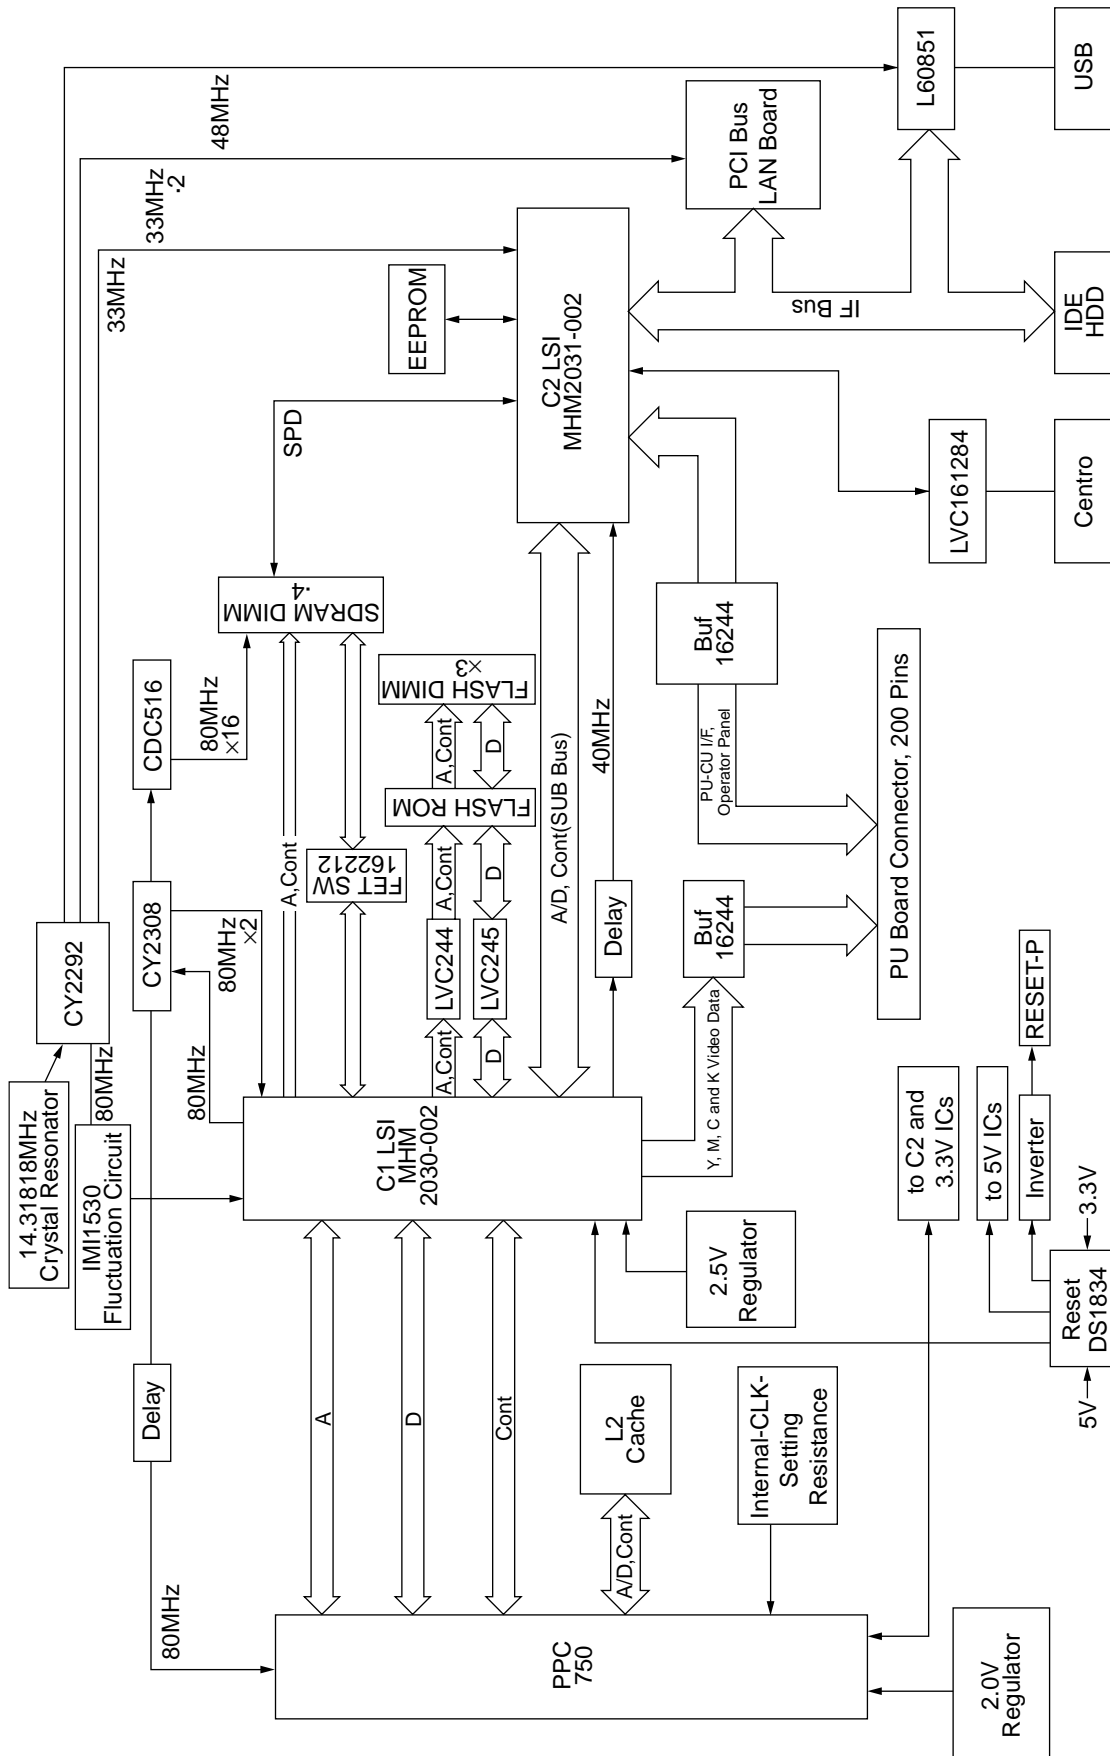 14.31818MHz
Crystal Resonator
CY2292
48MHz
33MHz
·2
33MHz
80MHz
IMI1530
Fluctuation Circuit
CY2308
CDC516
80MHz
×16
80MHz
×2
80MHz
Delay
80MHz
SPD
EEPROM
SDRAM DIMM
·4
A,Cont
FET SW
162212
FLASH DIMM
×3
FLASH ROM
A,Cont
D
A,Cont
D
LVC244
LVC245
A,Cont
D
A/D, Cont(SUB Bus)
40MHz
Delay
PPC
750
A
D
Cont
C1 LSI
MHM
2030-002
C2 LSI
MHM2031-002
PCI Bus
LAN Board
L60851
USB
IF Bus
IDE
HDD
LVC161284
Centro
Buf
16244
PU-CU I/F,
Operator Panel
Buf
16244
Y, M, C and K Video Data
PU Board Connector, 200 Pins
L2
Cache
A/D,Cont
2.5V
Regulator
Internal-CLK-
Setting
Resistance
2.0V
Regulator
to C2 and
3.3V ICs
to 5V ICs
Inverter
RESET-P
Reset
DS1834
5V
3.3V